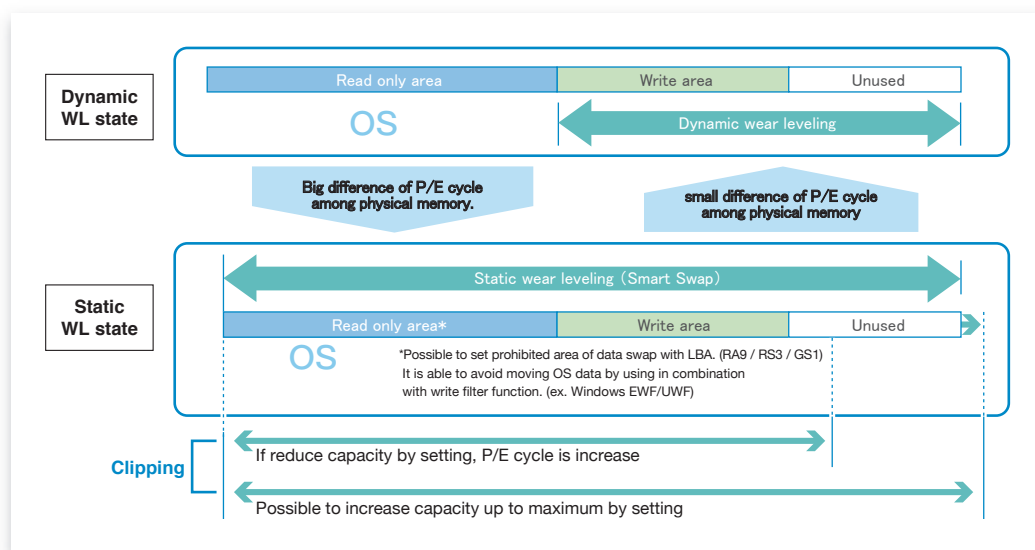 Dynamic
WL state
Read only area
Write area
Unused
OS
Dynamic wear leveling
Big difference of P/E cycle
among physical memory.
small difference of P/E cycle
among physical memory
Static
WL state
Static wear leveling (Smart Swap)
Read only area*
Write area
Unused
OS
*Possible to set prohibited area of data swap with LBA. (RA9 / RS3 / GS1)
It is able to avoid moving OS data by using in combination
with write filter function. (ex. Windows EWF/UWF)
Clipping
If reduce capacity by setting, P/E cycle is increase
Possible to increase capacity up to maximum by setting